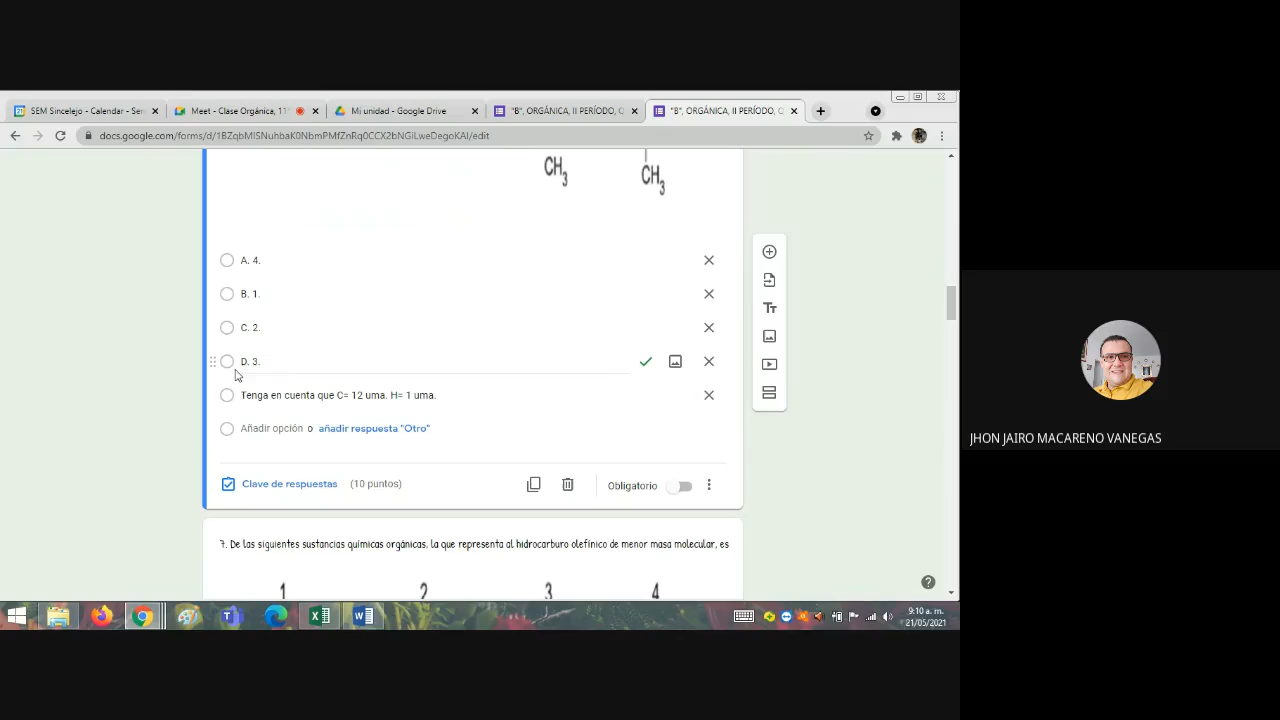 SEM Sincelejo - Calendar - Ser
Meet - Clase Orgánica, 11°
Mi unidad - Google Drive
"B", ORGÁNICA, II PERÍODO, Q
"B", ORGÁNICA, II PERÍODO, Q
CH3
CH3
A. 4.
B. 1.
C. 2.
D. 3.
Tenga en cuenta que C= 12 uma. H= 1 uma.
Añadir opción o añadir respuesta "Otro"
Clave de respuestas (10 puntos)
Obligatorio
7. De las siguientes sustancias químicas orgánicas, la que representa al hidrocarburo olefínico de menor masa molecular, es
1 2 3 4
9:10 a. m.
21/05/2021
JHON JAIRO MACARENO VANEGAS